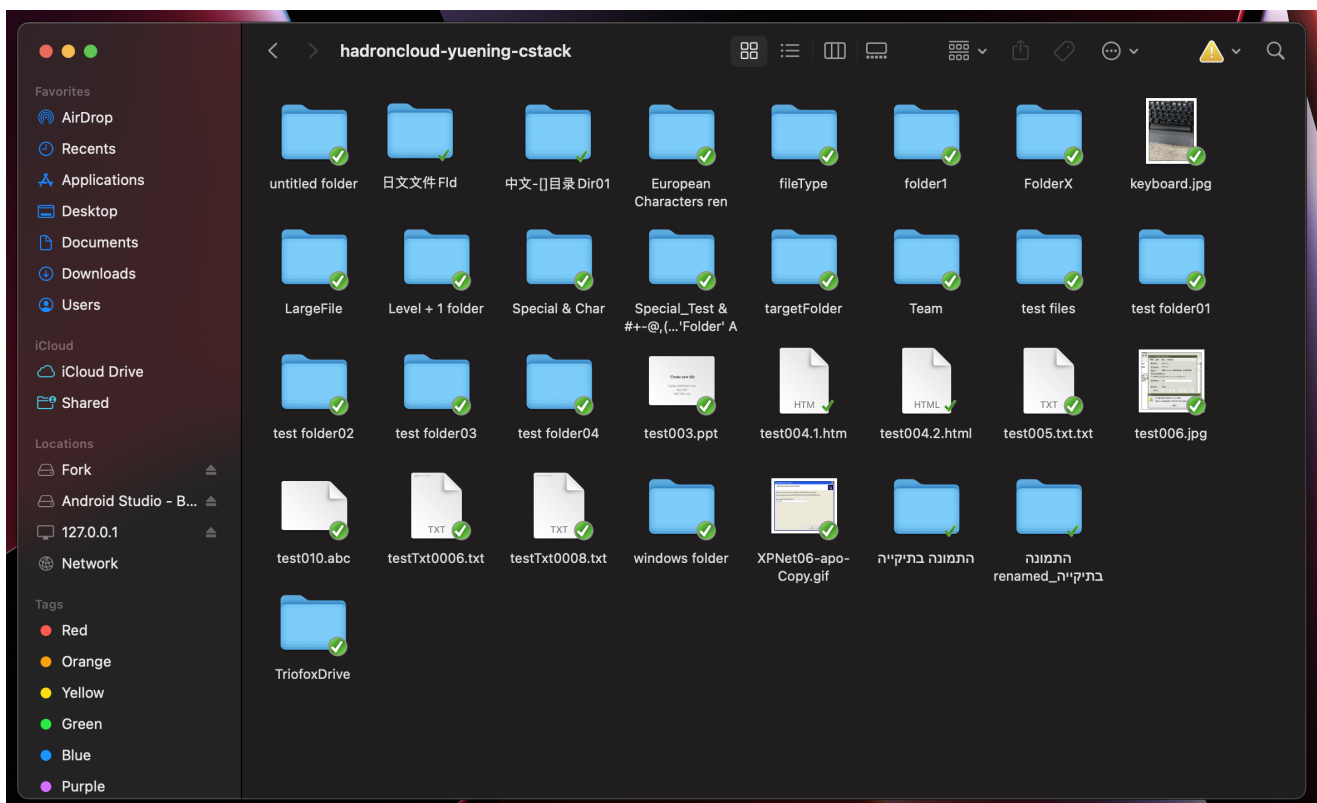 hadroncloud-yuening-cstack
Favorites
AirDrop
Recents
Applications
Desktop
Documents
Downloads
Users
iCloud
iCloud Drive
Shared
Locations
Fork
Android Studio - B...
127.0.0.1
Network
Tags
Red
Orange
Yellow
Green
Blue
Purple
untitled folder
日文文件Fld
中文-[]目录Dir01
European
Characters ren
fileType
folder1
FolderX
keyboard.jpg
LargeFile
Level + 1 folder
Special & Char
Special_Test &
#+-@,(...'Folder' A
targetFolder
Team
test files
test folder01
test folder02
test folder03
test folder04
Create new file
test003.ppt
HTM
test004.1.htm
HTML
test004.2.html
TXT
test005.txt.txt
test006.jpg
test010.abc
TXT
testTxt0006.txt
TXT
testTxt0008.txt
windows folder
XPNet06-apo-
Copy.gif
התמונה בתיקייה
התמונה
בתיקייה_renamed
TriofoxDrive